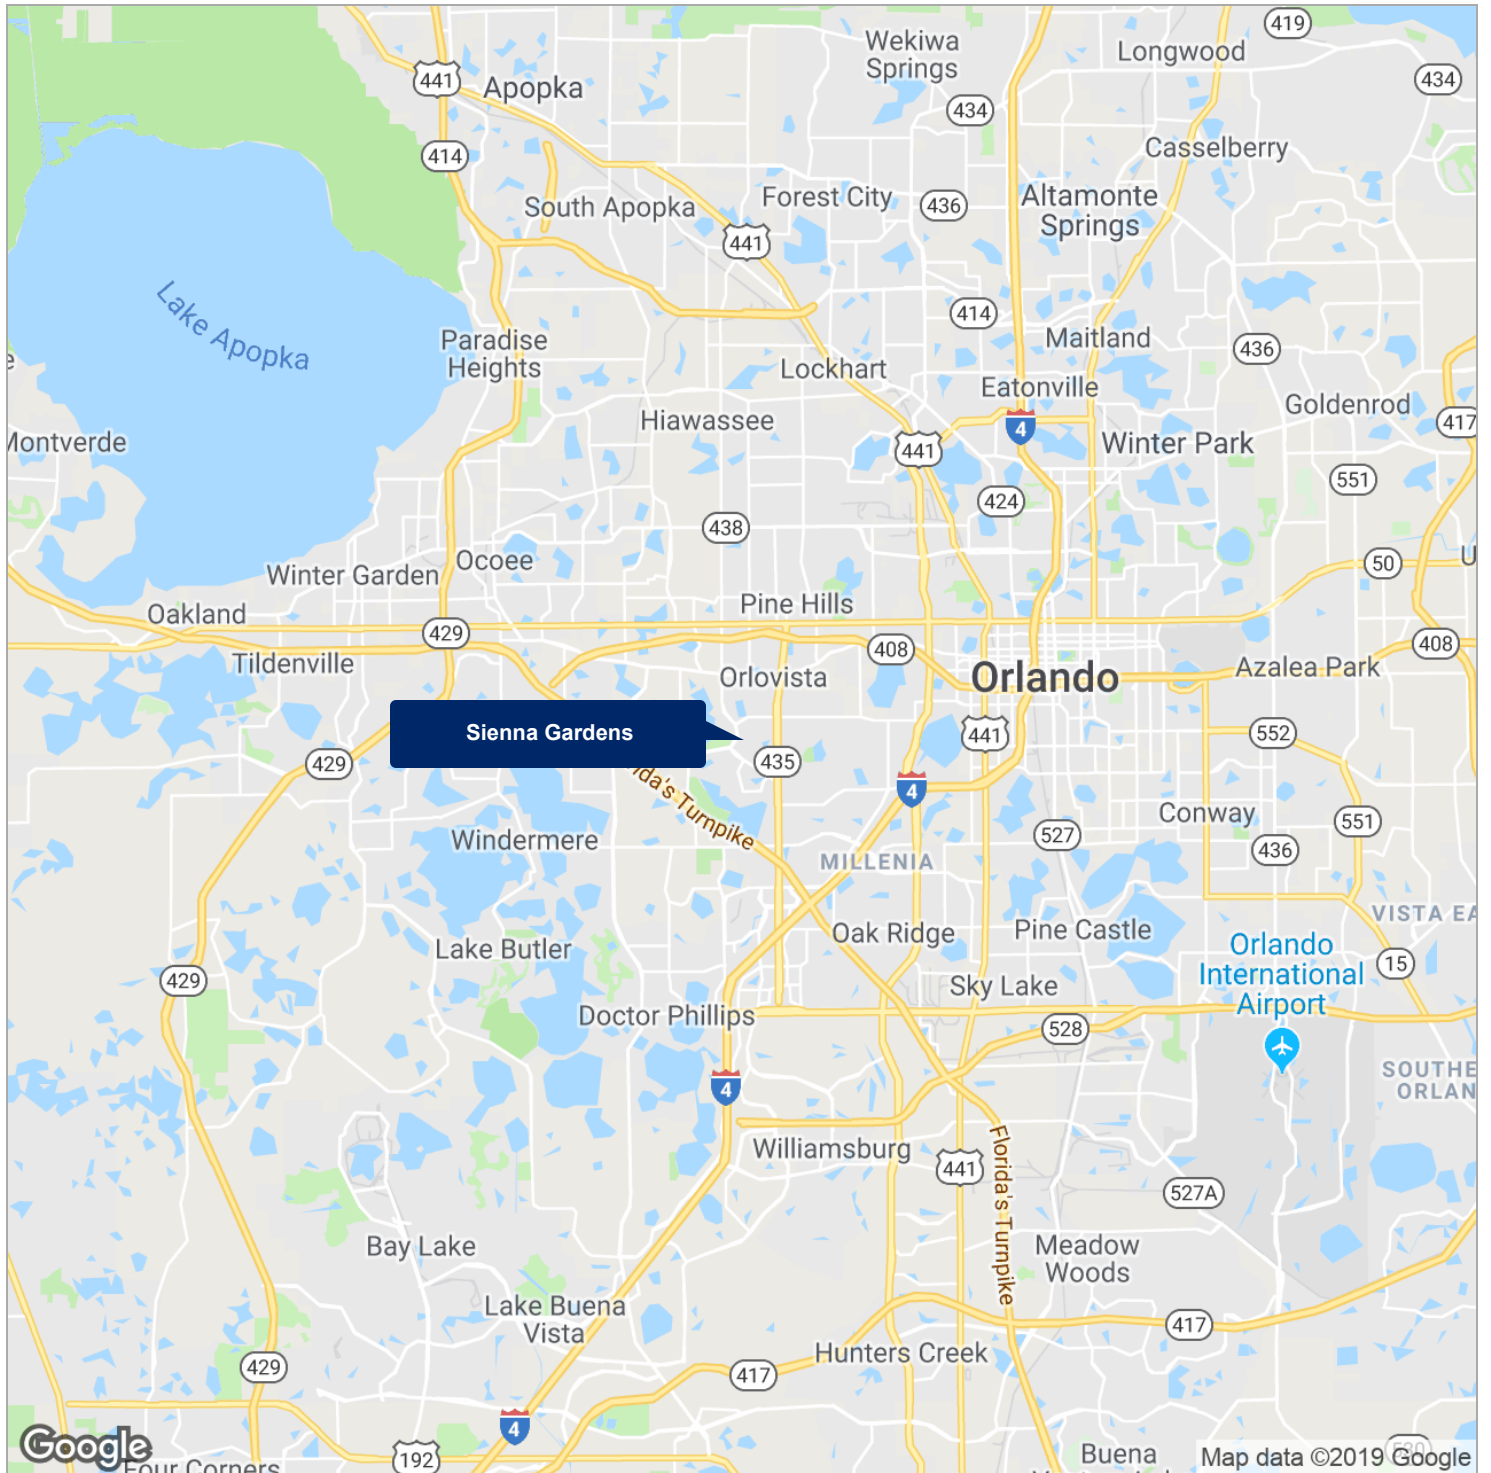 419
Wekiwa
Springs
Longwood
441
Apopka
434
434
414
Casselberry
South Apopka
Forest City
436
Altamonte
Springs
441
Lake Apopka
414
Paradise
Heights
Maitland
436
Lockhart
Eatonville
Hiawassee
4
Goldenrod
417
Montverde
441
Winter Park
551
424
438
Ocoee
50
Winter Garden
Oakland
Pine Hills
429
408
408
Tildenville
Orlovista
Orlando
Azalea Park
Sienna Gardens
441
552
429
435
4
Florida's Turnpike
Windermere
527
Conway
551
436
MILLENIA
VISTA EA
Lake Butler
Oak Ridge
Pine Castle
Orlando
International
Airport
15
429
Sky Lake
Doctor Phillips
528
4
SOUTHE
ORLAN
Williamsburg
441
Florida's Turnpike
527A
Bay Lake
Meadow
Woods
Lake Buena
Vista
417
Hunters Creek
429
417
4
Google
192
Four Corners
Buena
530
Map data ©2019 Google